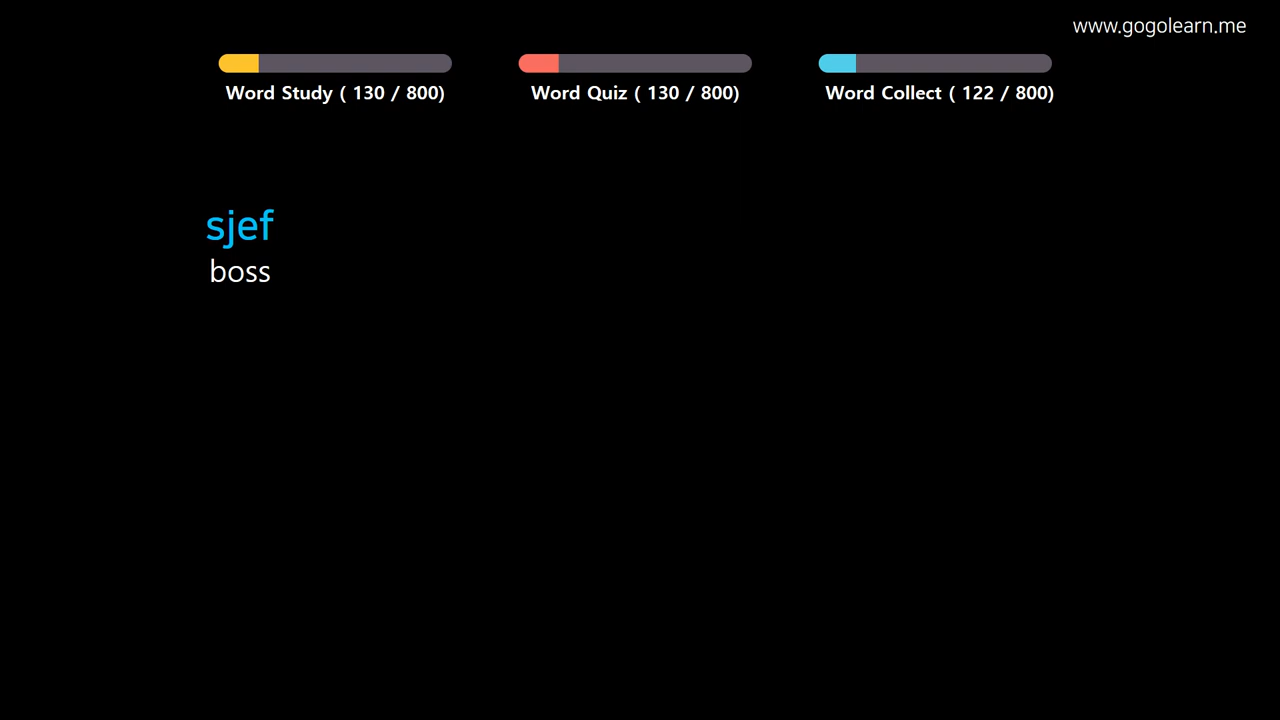 www.gogolearn.me
Word Study ( 130 / 800)
Word Quiz ( 130 / 800)
Word Collect ( 122 / 800)
sjef
boss